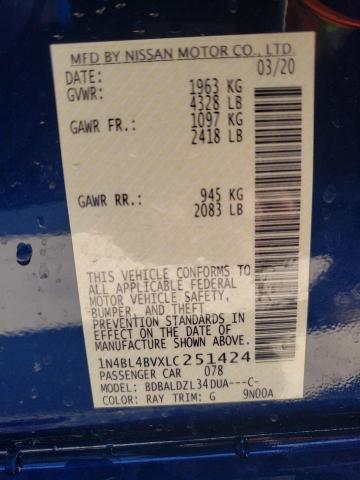 MFD BY NISSAN MOTOR CO., LTD.
DATE: 03/20
GVWR: 1963 KG
4328 LB
GAWR FR.: 1097 KG
2418 LB
GAWR RR.: 945 KG
2083 LB
THIS VEHICLE CONFORMS TO
ALL APPLICABLE FEDERAL
MOTOR VEHICLE SAFETY,
BUMPER, AND THEFT
PREVENTION STANDARDS IN
EFFECT ON THE DATE OF
MANUFACTURE SHOWN ABOVE.
1N4BL4BVXLC251424
PASSENGER CAR 078
MODEL: BDBALDZL34DUA---C-
COLOR: RAY TRIM: G 9N00A